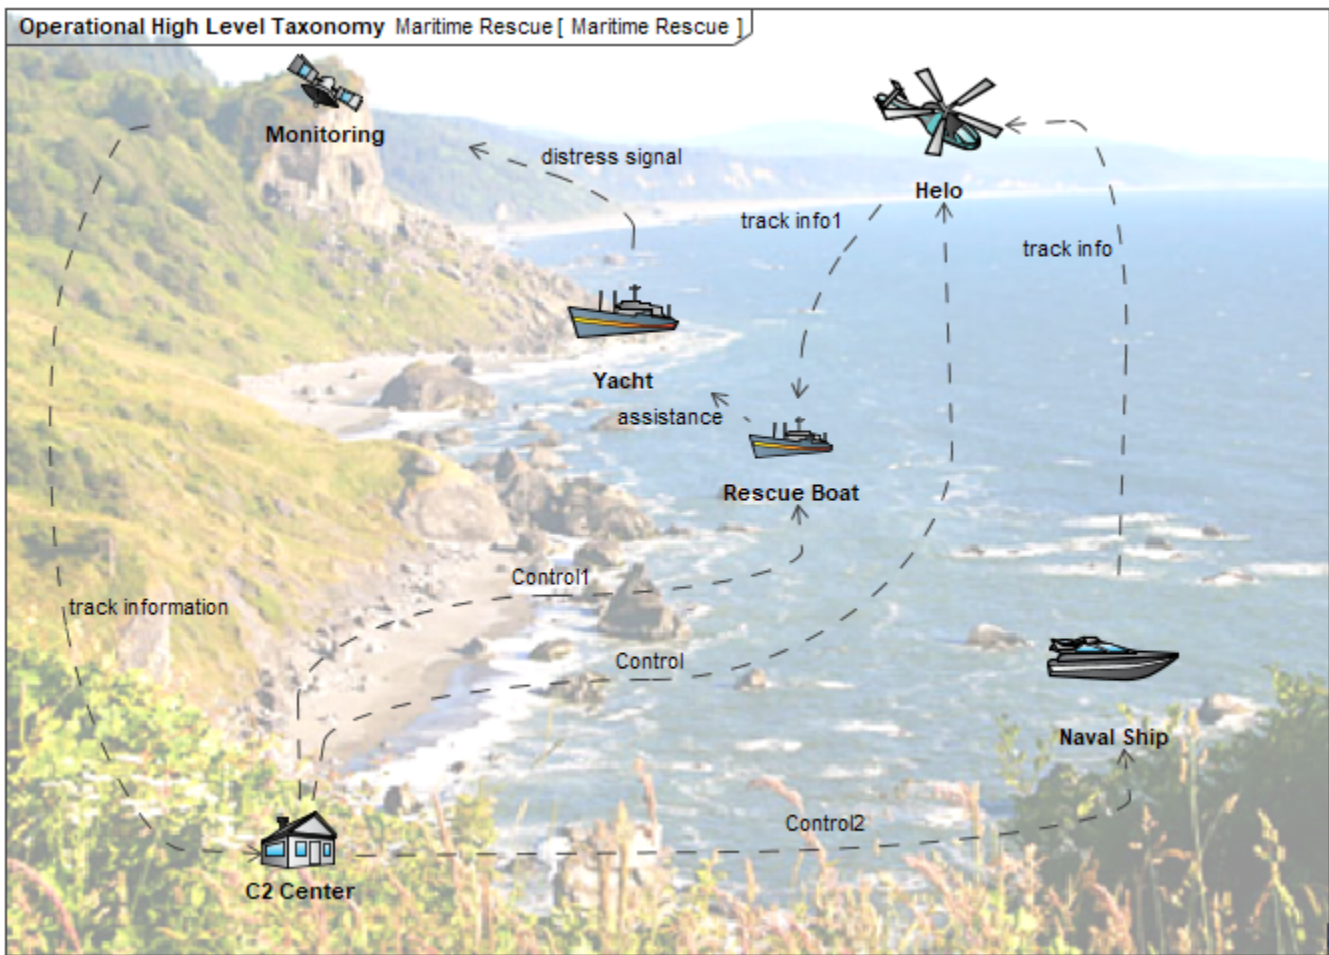 Operational High Level Taxonomy Maritime Rescue [ Maritime Rescue ]
Monitoring
distress signal
Helo
track info1
track info
Yacht
assistance
Rescue Boat
Control1
track information
Control
Naval Ship
Control2
C2 Center